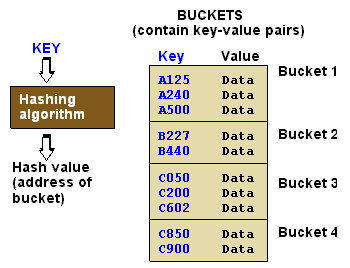 BUCKETS
(contain key-value pairs)
KEY
Hashing
algorithm
Hash value
(address of
bucket)
Key Value
A125 Data Bucket 1
A240 Data
A500 Data
B227 Data Bucket 2
B440 Data
C050 Data
C200 Data Bucket 3
C602 Data
C850 Data Bucket 4
C900 Data